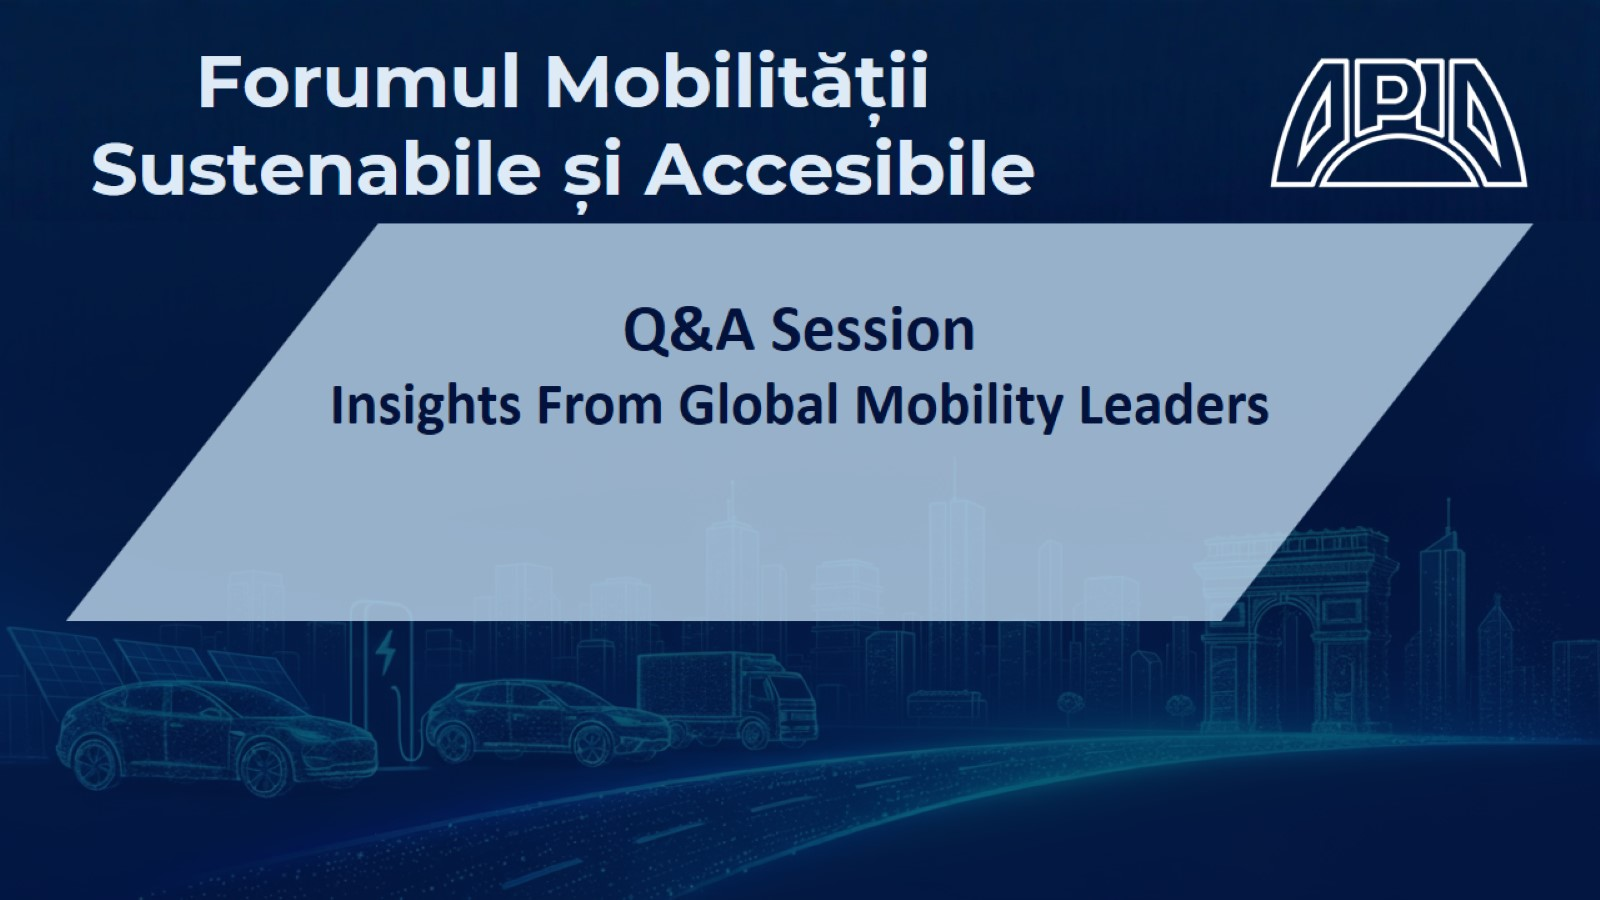 Forumul Mobilității
Sustenabile și Accesibile
APIA
Q&A Session
Insights From Global Mobility Leaders